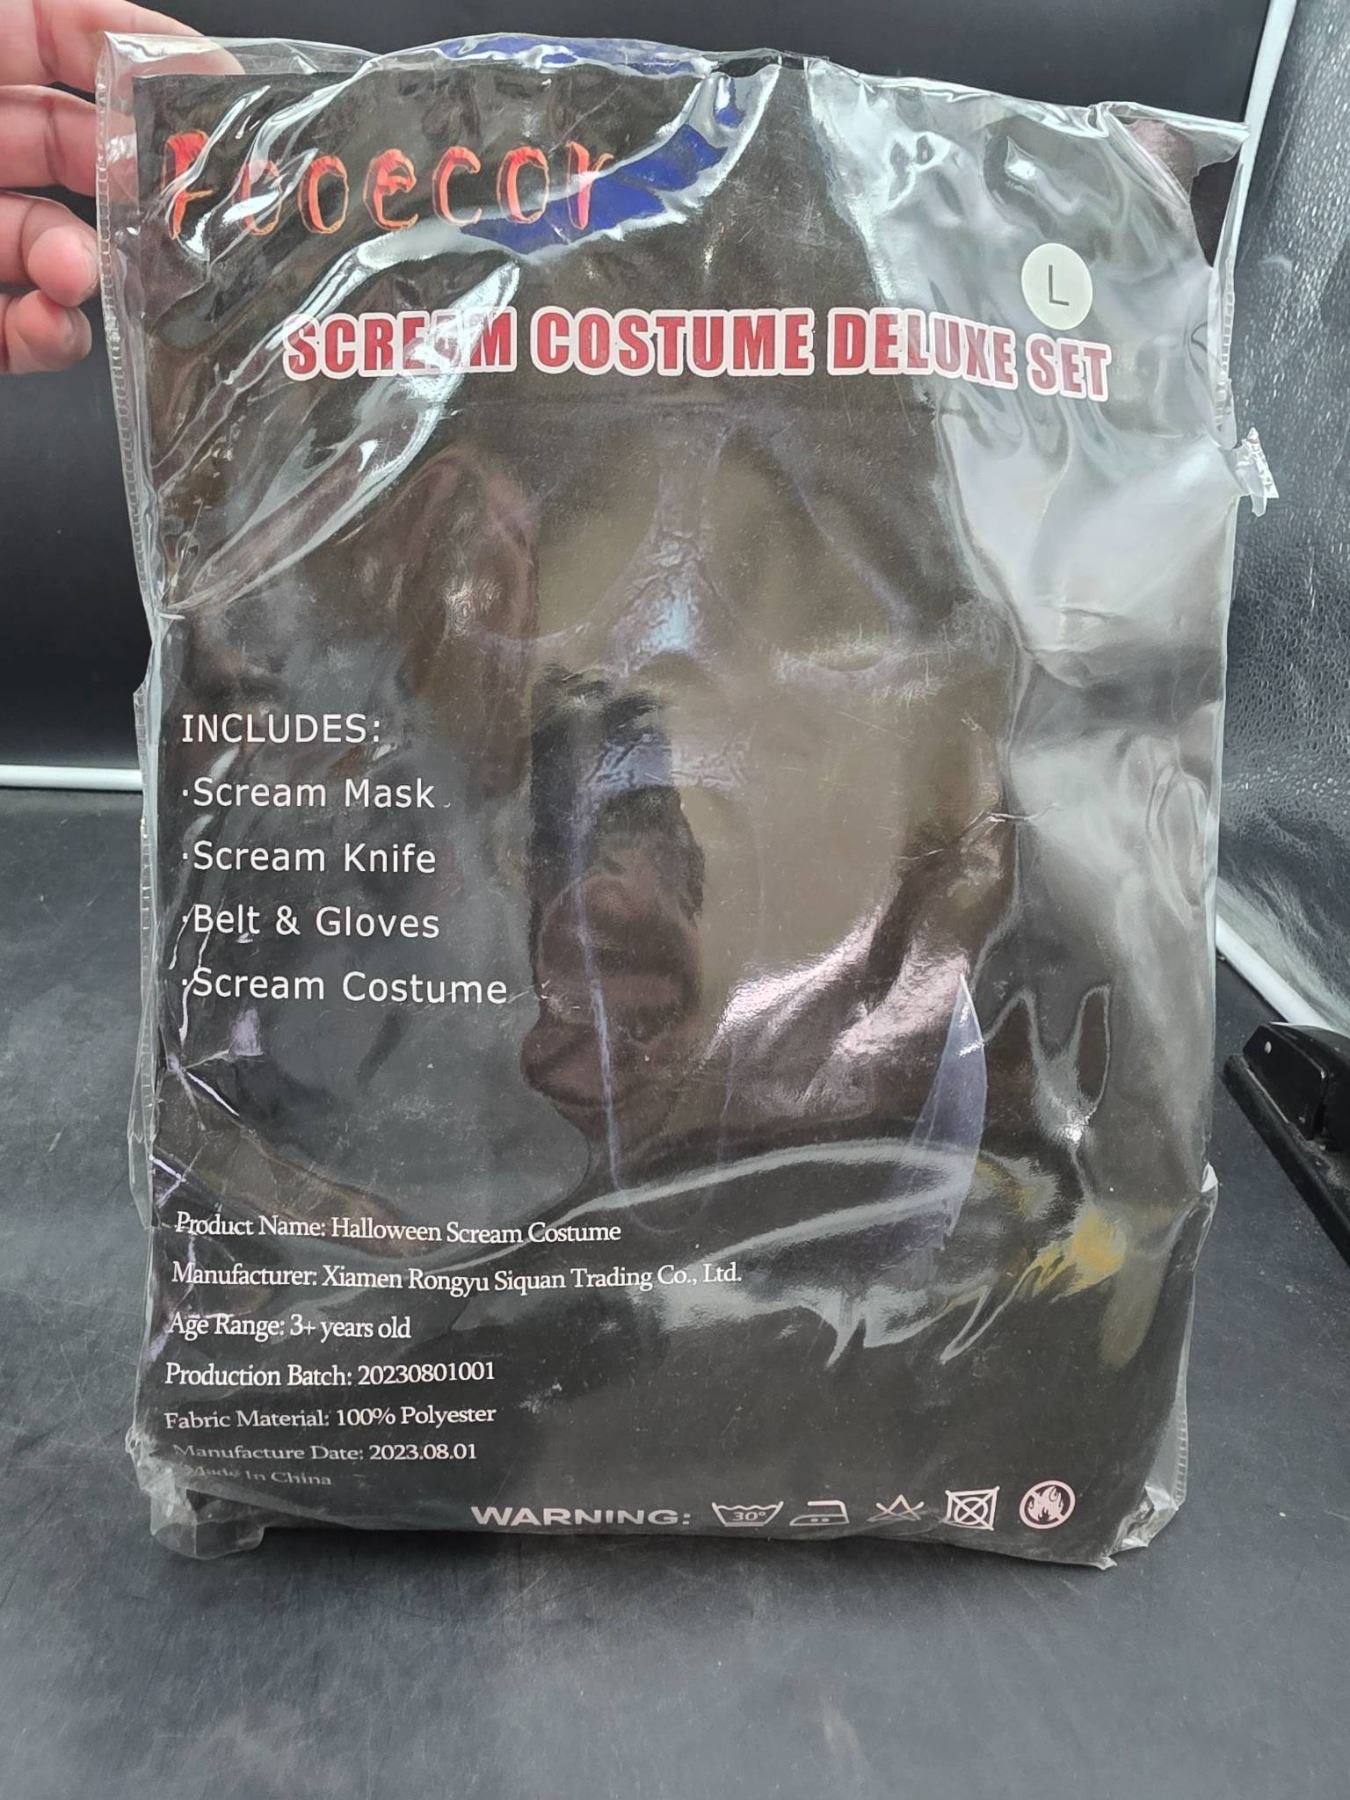 Fooecor
L
SCREAM COSTUME DELUXE SET
INCLUDES:
·Scream Mask
·Scream Knife
·Belt & Gloves
·Scream Costume
Product Name: Halloween Scream Costume
Manufacturer: Xiamen Rongyu Siquan Trading Co., Ltd.
Age Range: 3+ years old
Production Batch: 20230801001
Fabric Material: 100% Polyester
Manufacture Date: 2023.08.01
Made In China
WARNING: 30°